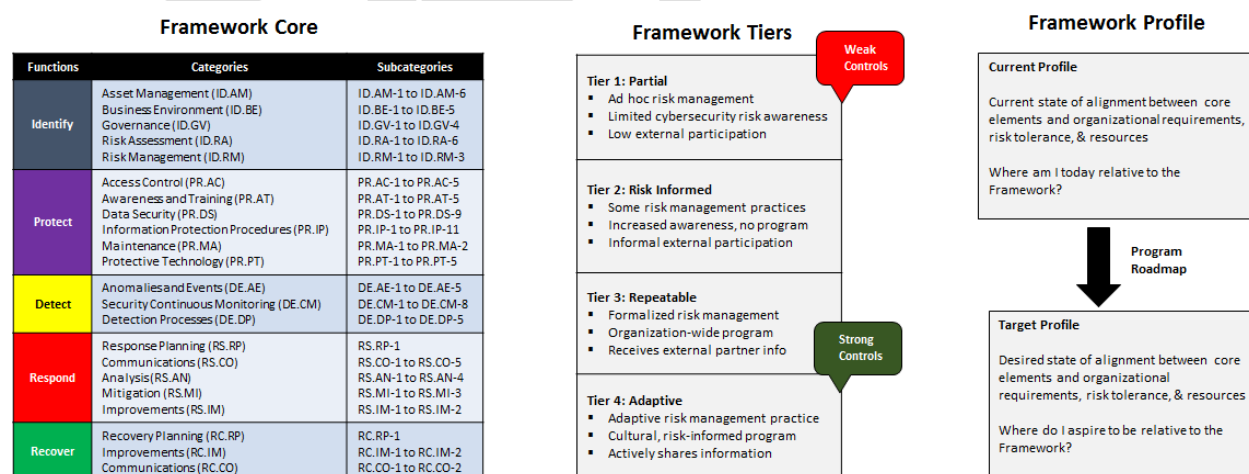 Framework Core
Functions Categories Subcategories
Identify
Asset Management (ID.AM) ID.AM-1 to ID.AM-6
Business Environment (ID.BE) ID.BE-1 to ID.BE-5
Governance (ID.GV) ID.GV-1 to ID.GV-4
Risk Assessment (ID.RA) ID.RA-1 to ID.RA-6
Risk Management (ID.RM) ID.RM-1 to ID.RM-3
Protect
Access Control (PR.AC) PR.AC-1 to PR.AC-5
Awareness and Training (PR.AT) PR.AT-1 to PR.AT-5
Data Security (PR.DS) PR.DS-1 to PR.DS-9
Information Protection Procedures (PR.IP) PR.IP-1 to PR.IP-11
Maintenance (PR.MA) PR.MA-1 to PR.MA-2
Protective Technology (PR.PT) PR.PT-1 to PR.PT-5
Detect
Anomalies and Events (DE.AE) DE.AE-1 to DE.AE-5
Security Continuous Monitoring (DE.CM) DE.CM-1 to DE.CM-8
Detection Processes (DE.DP) DE.DP-1 to DE.DP-5
Respond
Response Planning (RS.RP) RS.RP-1
Communications (RS.CO) RS.CO-1 to RS.CO-5
Analysis (RS.AN) RS.AN-1 to RS.AN-4
Mitigation (RS.MI) RS.MI-1 to RS.MI-3
Improvements (RS.IM) RS.IM-1 to RS.IM-2
Recover
Recovery Planning (RC.RP) RC.RP-1
Improvements (RC.IM) RC.IM-1 to RC.IM-2
Communications (RC.CO) RC.CO-1 to RC.CO-2
Framework Tiers
Weak
Controls
Tier 1: Partial
▪ Ad hoc risk management
▪ Limited cybersecurity risk awareness
▪ Low external participation
Tier 2: Risk Informed
▪ Some risk management practices
▪ Increased awareness, no program
▪ Informal external participation
Tier 3: Repeatable
▪ Formalized risk management
▪ Organization-wide program
▪ Receives external partner info
Strong
Controls
Tier 4: Adaptive
▪ Adaptive risk management practice
▪ Cultural, risk-informed program
▪ Actively shares information
Framework Profile
Current Profile
Current state of alignment between core
elements and organizational requirements,
risk tolerance, & resources
Where am I today relative to the
Framework?
Program
Roadmap
Target Profile
Desired state of alignment between core
elements and organizational
requirements, risk tolerance, & resources
Where do I aspire to be relative to the
Framework?